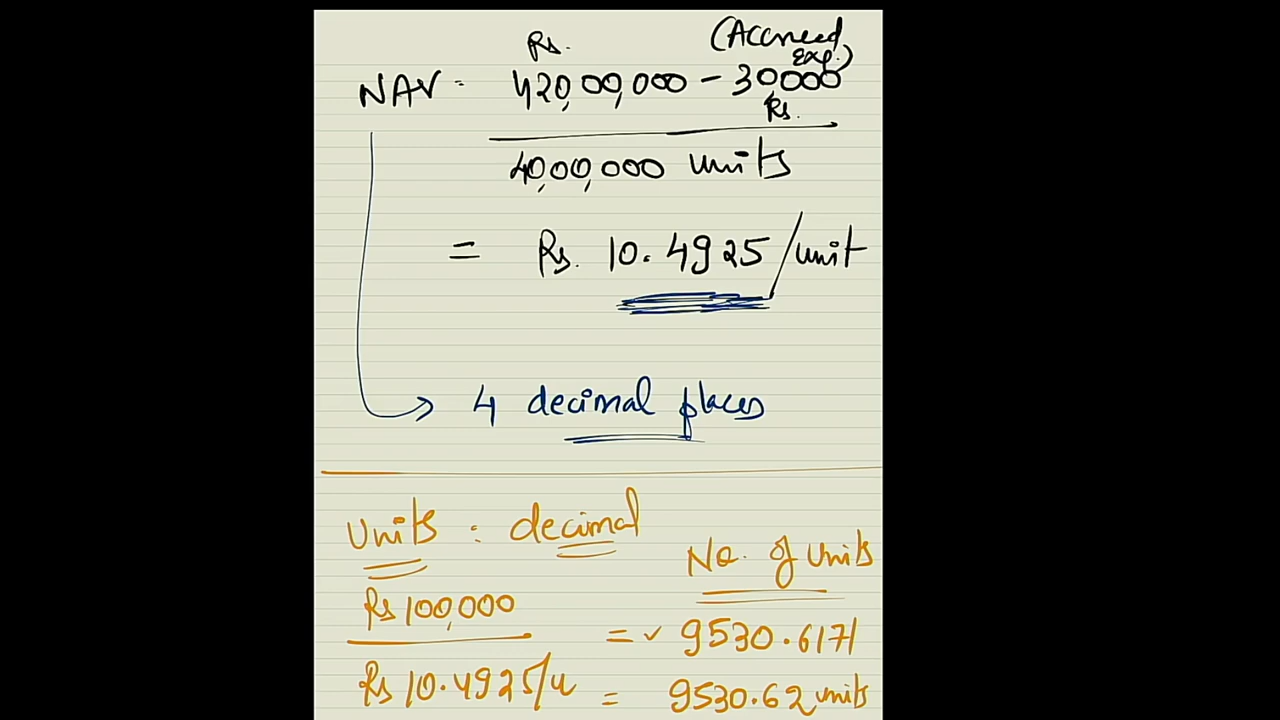 Rs. (Accrued
Exp.)
NAV = 420,00,000 - 30000
Rs.
40,00,000 units
= Rs. 10.4925/unit
4 decimal places
Units : decimal
No. of Units
Rs 100,000
= ✓ 9530.6171
Rs 10.4925/u = 9530.62 units